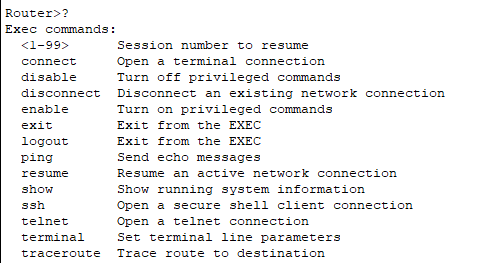 Router>?
Exec commands:
  <1-99>      Session number to resume
  connect     Open a terminal connection
  disable     Turn off privileged commands
  disconnect  Disconnect an existing network connection
  enable      Turn on privileged commands
  exit        Exit from the EXEC
  logout      Exit from the EXEC
  ping        Send echo messages
  resume      Resume an active network connection
  show        Show running system information
  ssh         Open a secure shell client connection
  telnet      Open a telnet connection
  terminal    Set terminal line parameters
  traceroute  Trace route to destination